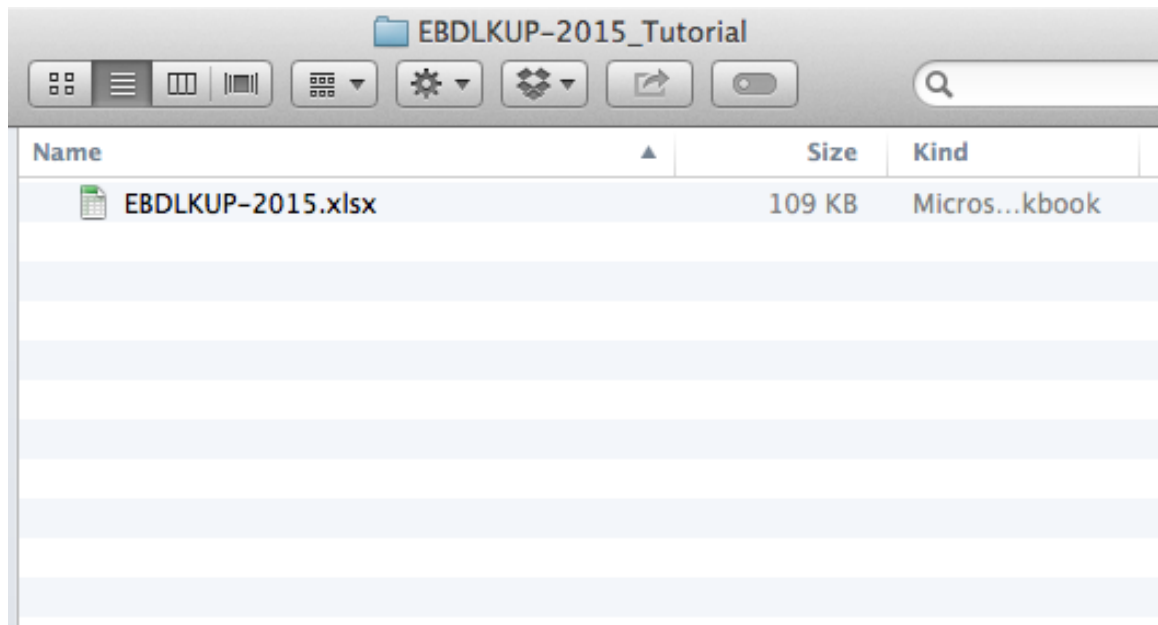 EBDLKUP-2015_Tutorial
Name Size Kind
EBDLKUP-2015.xlsx 109 KB Micros...kbook